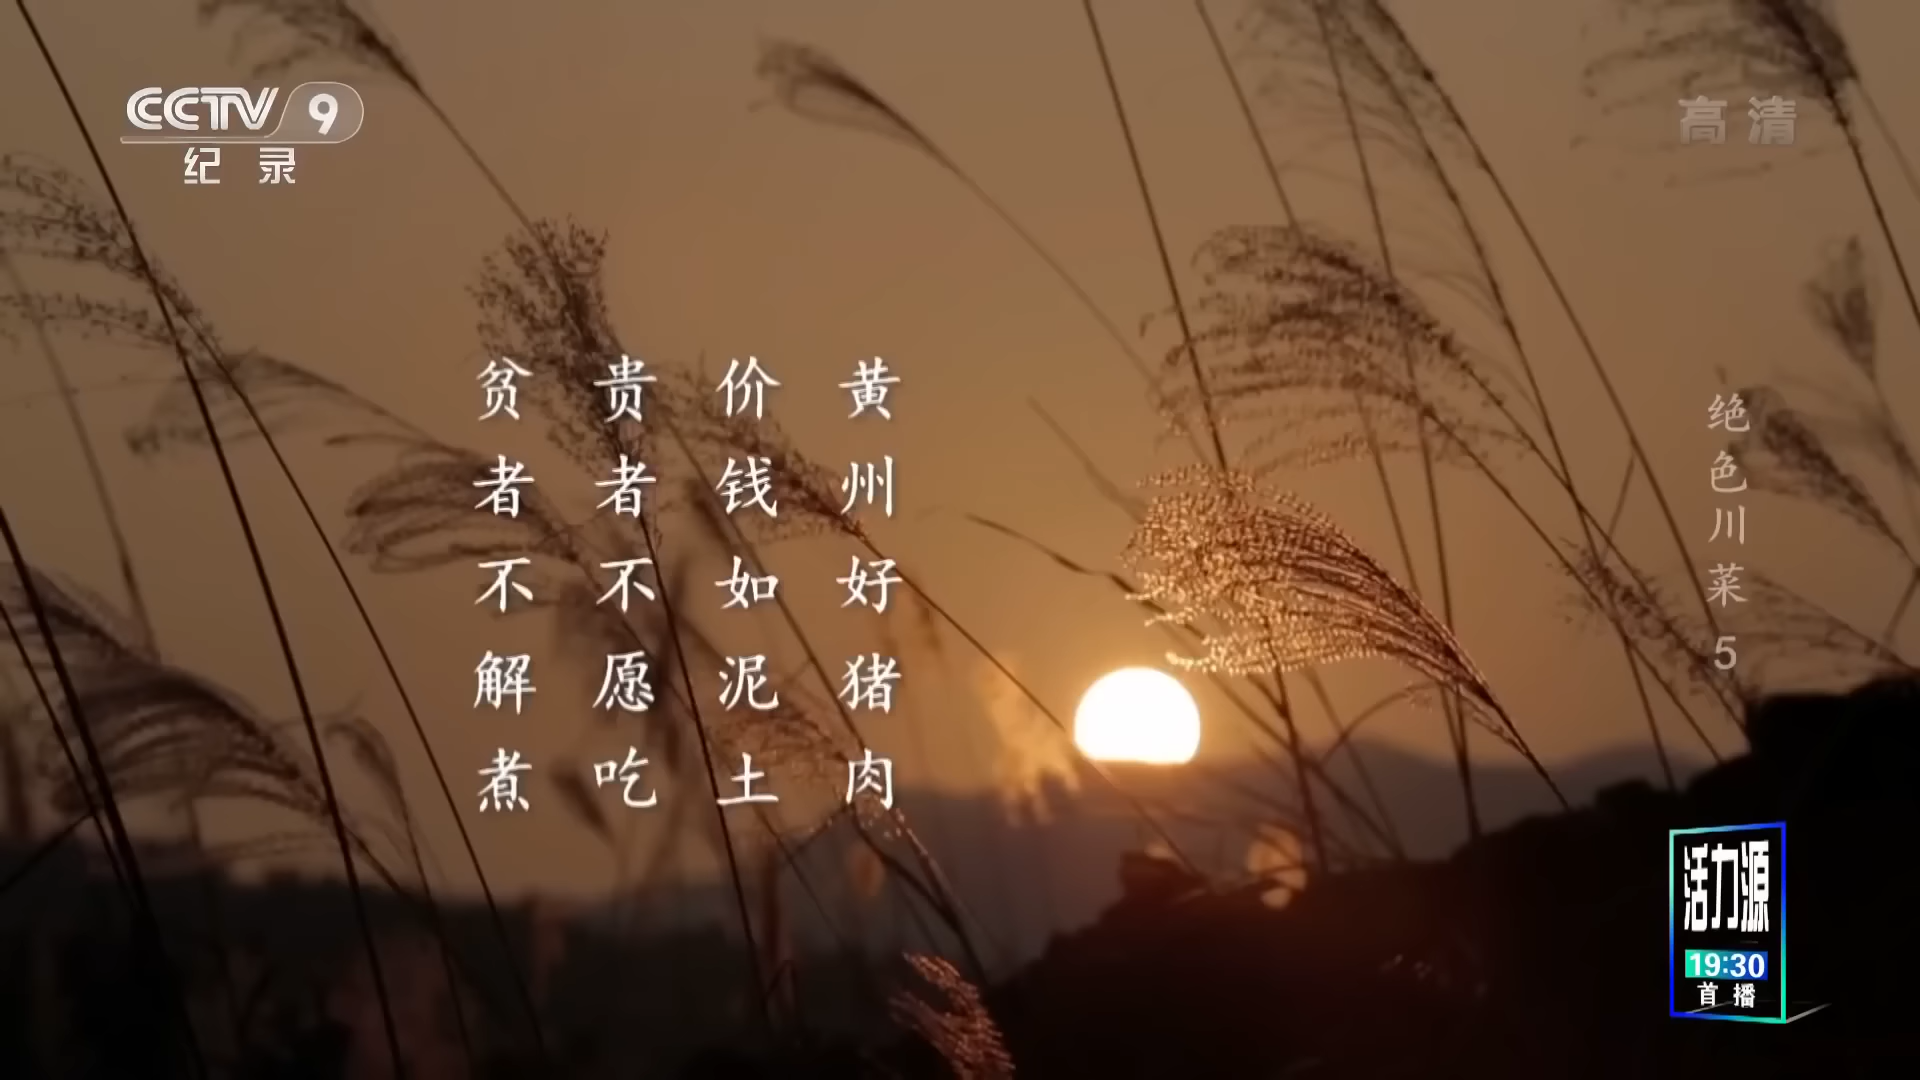 CCTV 9
纪录
高清
黄州好猪肉
价钱如泥土
贵者不愿吃
贫者不解煮
绝色川菜 5
活力源
19:30
首播